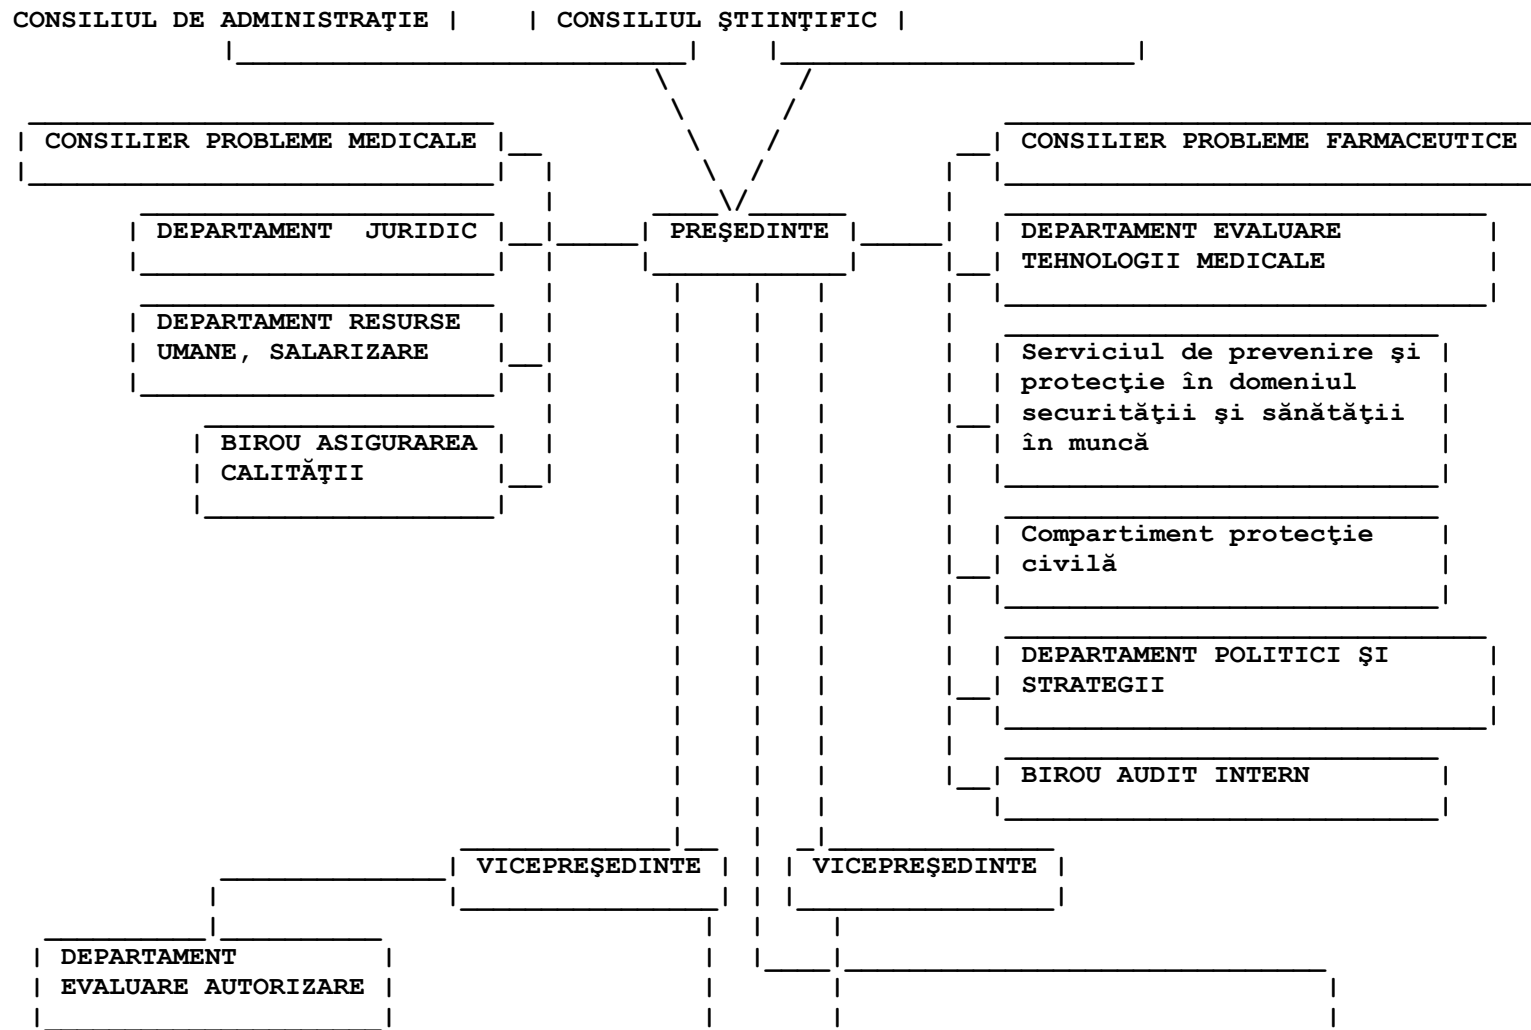 CONSILIUL DE ADMINISTRAŢIE | | CONSILIUL ŞTIINŢIFIC |
CONSILIER PROBLEME MEDICALE
CONSILIER PROBLEME FARMACEUTICE
DEPARTAMENT JURIDIC
PREŞEDINTE
DEPARTAMENT EVALUARE
TEHNOLOGII MEDICALE
DEPARTAMENT RESURSE
UMANE, SALARIZARE
Serviciul de prevenire şi
protecţie în domeniul
securităţii şi sănătăţii
în muncă
BIROU ASIGURAREA
CALITĂŢII
Compartiment protecţie
civilă
DEPARTAMENT POLITICI ŞI
STRATEGII
BIROU AUDIT INTERN
VICEPREŞEDINTE
VICEPREŞEDINTE
DEPARTAMENT
EVALUARE AUTORIZARE